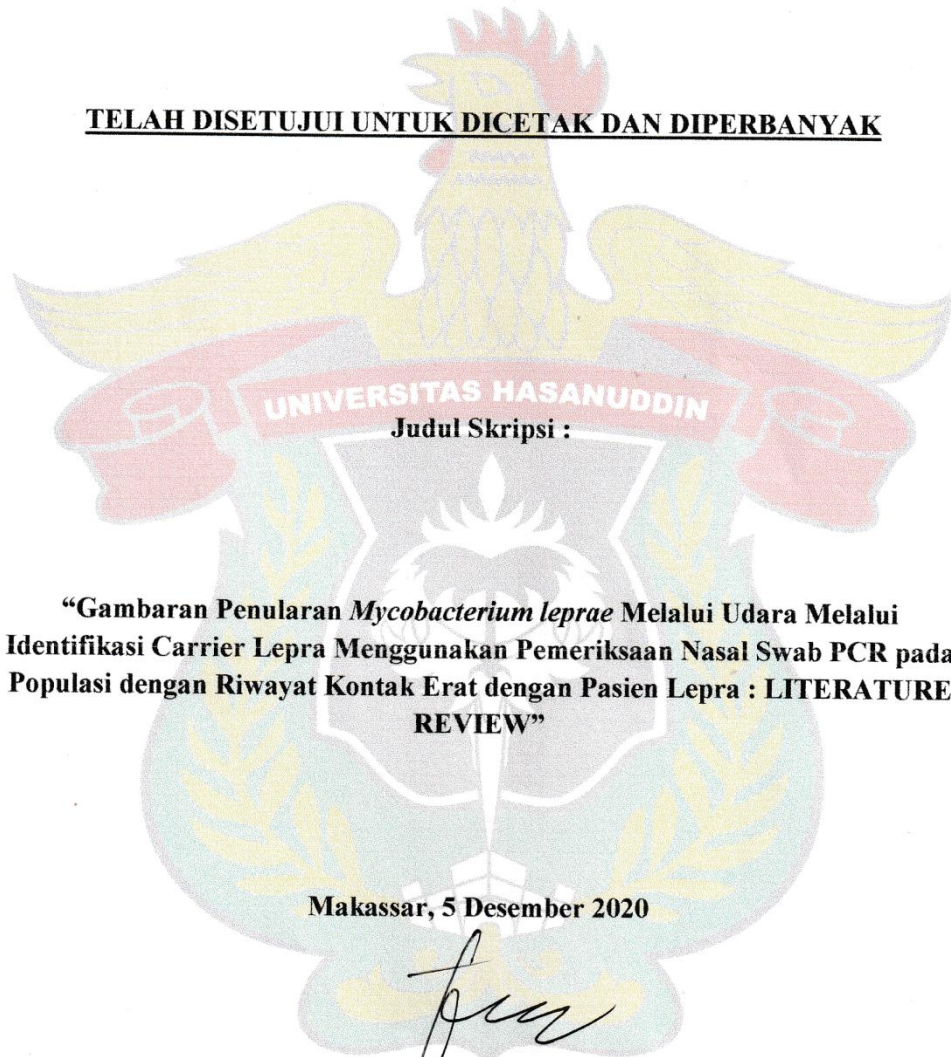 TELAH DISETUJUI UNTUK DICETAK DAN DIPERBANYAK
UNIVERSITAS HASANUDDIN
Judul Skripsi :
“Gambaran Penularan Mycobacterium leprae Melalui Udara Melalui
Identifikasi Carrier Lepra Menggunakan Pemeriksaan Nasal Swab PCR pada
Populasi dengan Riwayat Kontak Erat dengan Pasien Lepra : LITERATURE
REVIEW”
Makassar, 5 Desember 2020